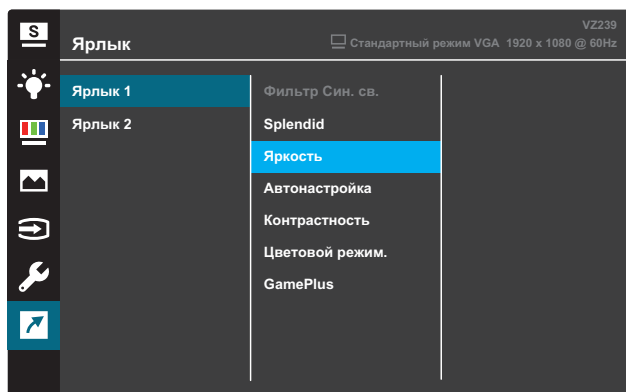 S
VZ239
Ярлык
Стандартный режим VGA 1920 x 1080 @ 60Hz
Ярлык 1
Фильтр Син. св.
Ярлык 2
Splendid
Яркость
Автонастройка
Контрастность
Цветовой режим.
GamePlus